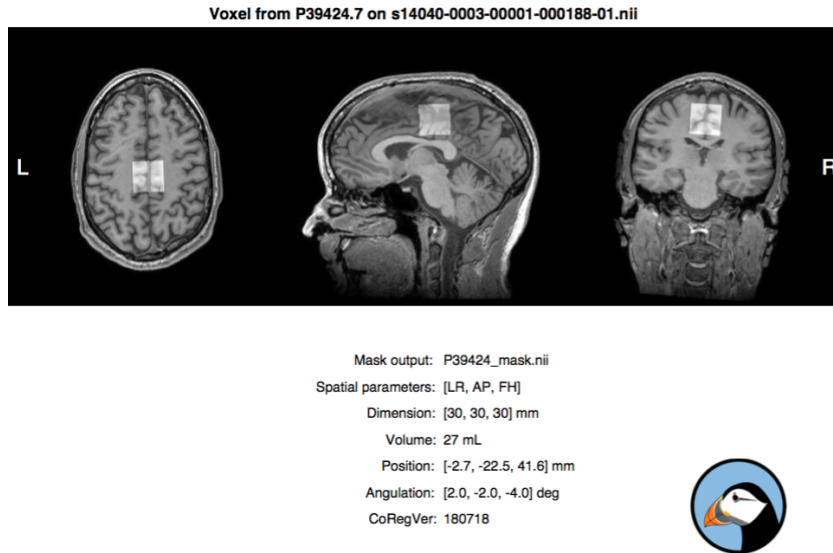 Voxel from P39424.7 on s14040-0003-00001-000188-01.nii
L
R
Mask output: P39424_mask.nii
Spatial parameters: [LR, AP, FH]
Dimension: [30, 30, 30] mm
Volume: 27 mL
Position: [-2.7, -22.5, 41.6] mm
Angulation: [2.0, -2.0, -4.0] deg
CoRegVer: 180718